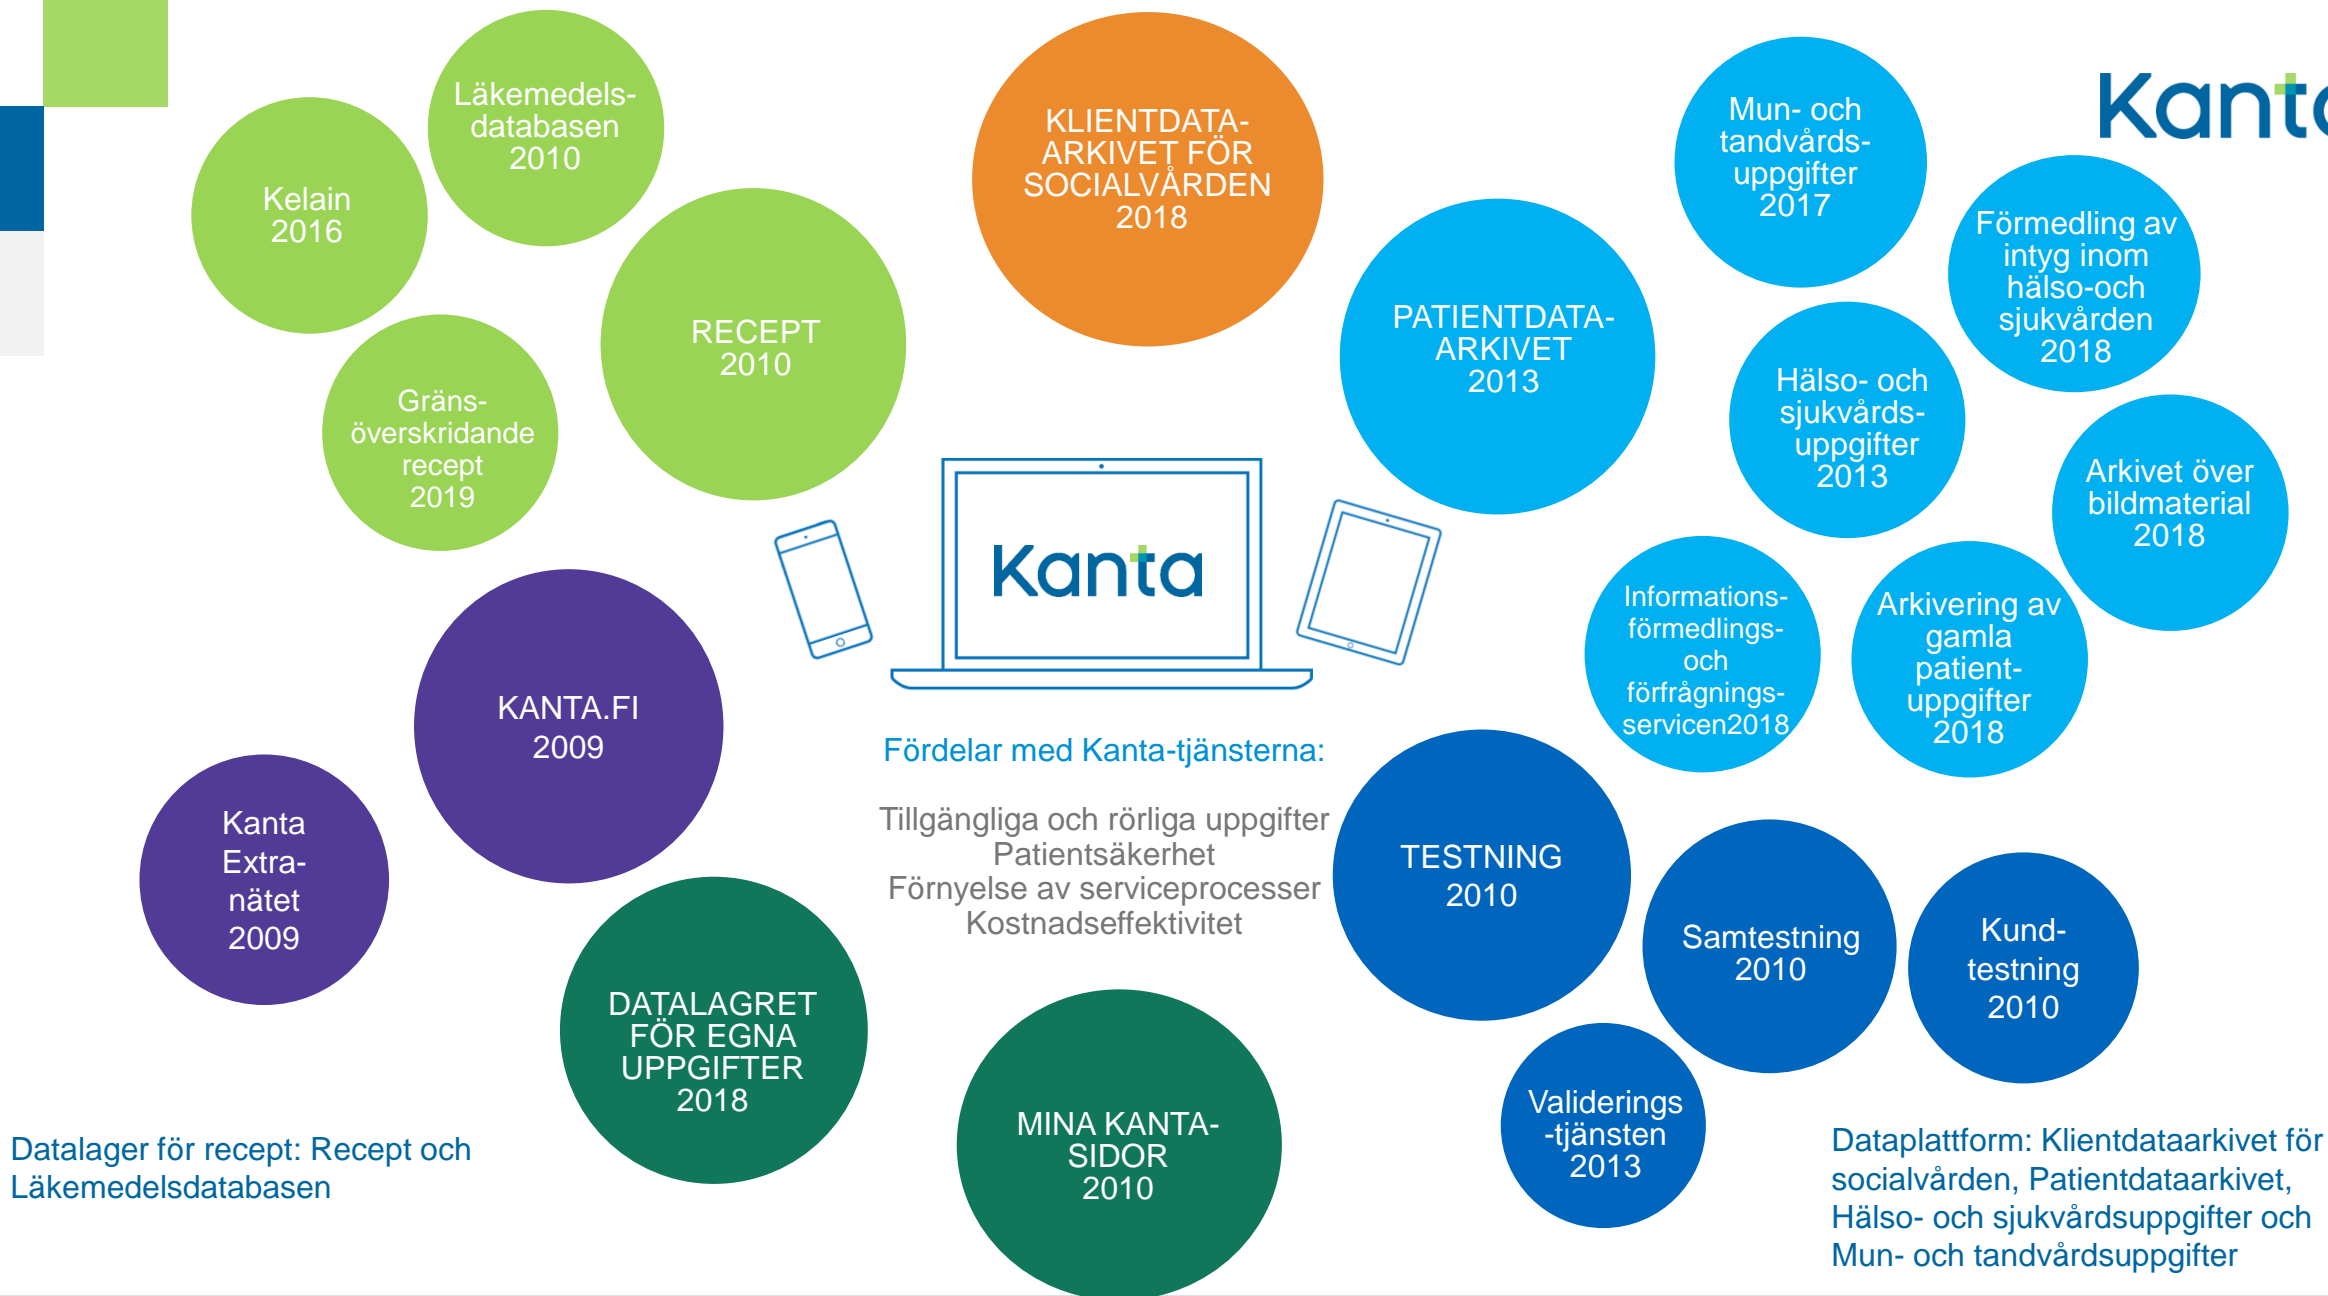 Läkemedels-
databasen
2010
Kelain
2016
RECEPT
2010
Gräns-
överskridande
recept
2019
KLIENTDATA-
ARKIVET FÖR
SOCIALVÅRDEN
2018
PATIENTDATA-
ARKIVET
2013
Mun- och
tandvårds-
uppgifter
2017
Kanta
Förmedling av
intyg inom
hälso-och
sjukvården
2018
Hälso- och
sjukvårds-
uppgifter
2013
Arkivet över
bildmaterial
2018
Informations-
förmedlings-
och
förfrågnings-
servicen2018
Arkivering av
gamla
patient-
uppgifter
2018
Kanta
KANTA.FI
2009
Kanta
Extra-
nätet
2009
Fördelar med Kanta-tjänsterna:
Tillgängliga och rörliga uppgifter
Patientsäkerhet
Förnyelse av serviceprocesser
Kostnadseffektivitet
TESTNING
2010
Samtestning
2010
Kund-
testning
2010
Validerings
-tjänsten
2013
DATALAGRET
FÖR EGNA
UPPGIFTER
2018
MINA KANTA-
SIDOR
2010
Datalager för recept: Recept och
Läkemedelsdatabasen
Dataplattform: Klientdataarkivet för
socialvården, Patientdataarkivet,
Hälso- och sjukvårdsuppgifter och
Mun- och tandvårdsuppgifter